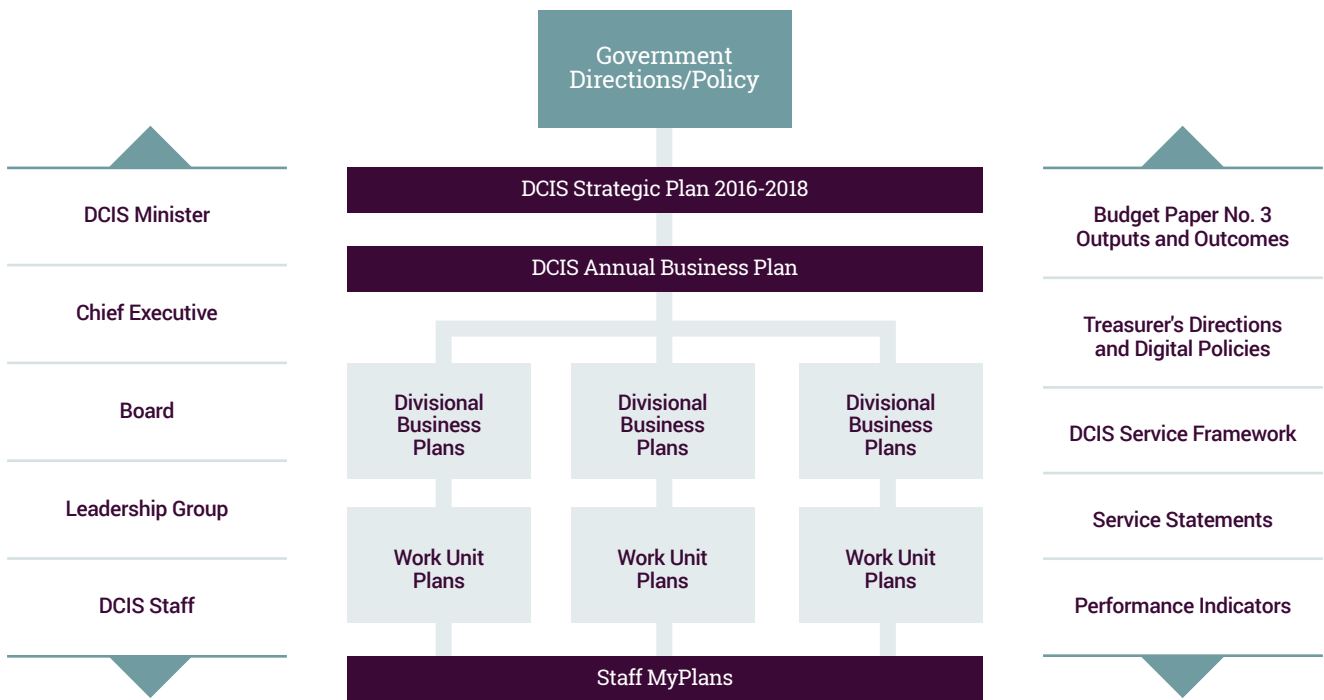 Government
Directions/Policy
DCIS Strategic Plan 2016-2018
DCIS Annual Business Plan
Divisional
Business
Plans
Divisional
Business
Plans
Divisional
Business
Plans
Work Unit
Plans
Work Unit
Plans
Work Unit
Plans
Staff MyPlans
DCIS Minister
Chief Executive
Board
Leadership Group
DCIS Staff
Budget Paper No. 3
Outputs and Outcomes
Treasurer's Directions
and Digital Policies
DCIS Service Framework
Service Statements
Performance Indicators